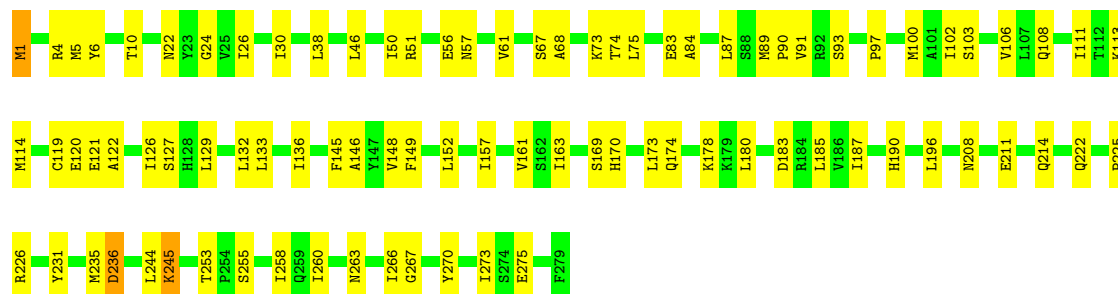 M1 R4 M5 Y6 T10 N22 Y23 G24 V25 I26 I30 L38 L46 I50 R51 E56 N57 V61 S67 A68 K73 T74 L75 E83 A84 L87 S88 M89 P90 V91 R92 S93 P97 M100 A101 I102 S103 V106 L107 Q108 I111 T112 K113
M114 C119 E120 E121 A122 I126 S127 H128 L129 L132 L133 I136 F145 A146 Y147 V148 F149 L152 I157 V161 S162 I163 S169 H170 L173 Q174 K178 K179 L180 D183 R184 L185 V186 I187 H190 L196 N208 E211 Q214 Q222
R226 Y231 M235 D236 L244 K245 T253 P254 S255 I258 Q259 I260 N263 I266 G267 Y270 I273 S274 E275 F279